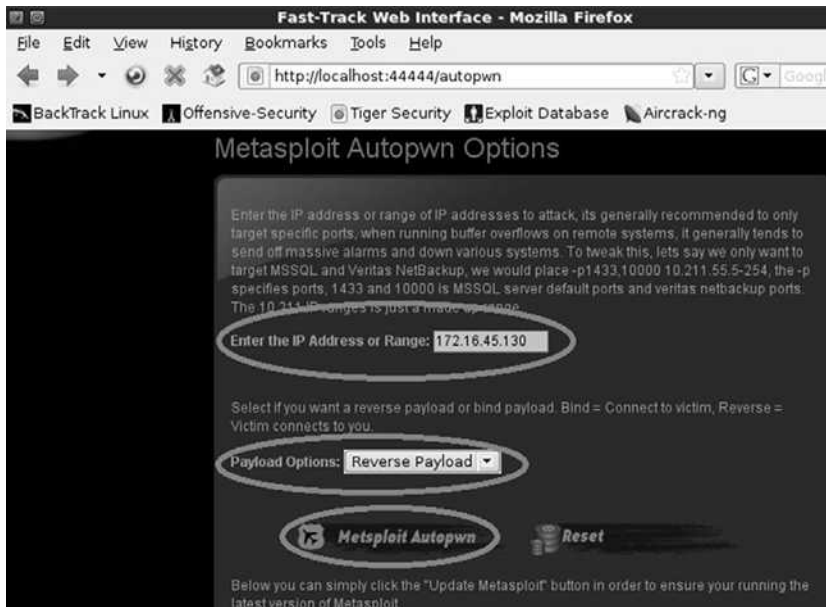 Fast-Track Web Interface - Mozilla Firefox
File Edit View History Bookmarks Tools Help
http://localhost:44444/autopwn
G Google
BackTrack Linux Offensive-Security Tiger Security Exploit Database Aircrack-ng
Metasploit Autopwn Options
Enter the IP address or range of IP addresses to attack, its generally recommended to only
target specific ports, when running buffer overflows on remote systems, it generally tends to
send off massive alarms and down various systems. To tweak this, lets say we only want to
target MSSQL and Veritas NetBackup, we would place -p1433,10000 10.211.55.5-254, the -p
specifies ports, 1433 and 10000 is MSSQL server default ports and veritas netbackup ports.
The 10.211 IP ranges is just a made up range.
Enter the IP Address or Range: 172.16.45.130
Select if you want a reverse payload or bind payload. Bind = Connect to victim, Reverse =
Victim connects to you.
Payload Options: Reverse Payload
Metsploit Autopwn Reset
Below you can simply click the "Update Metasploit" button in order to ensure your running the
latest version of Metasploit